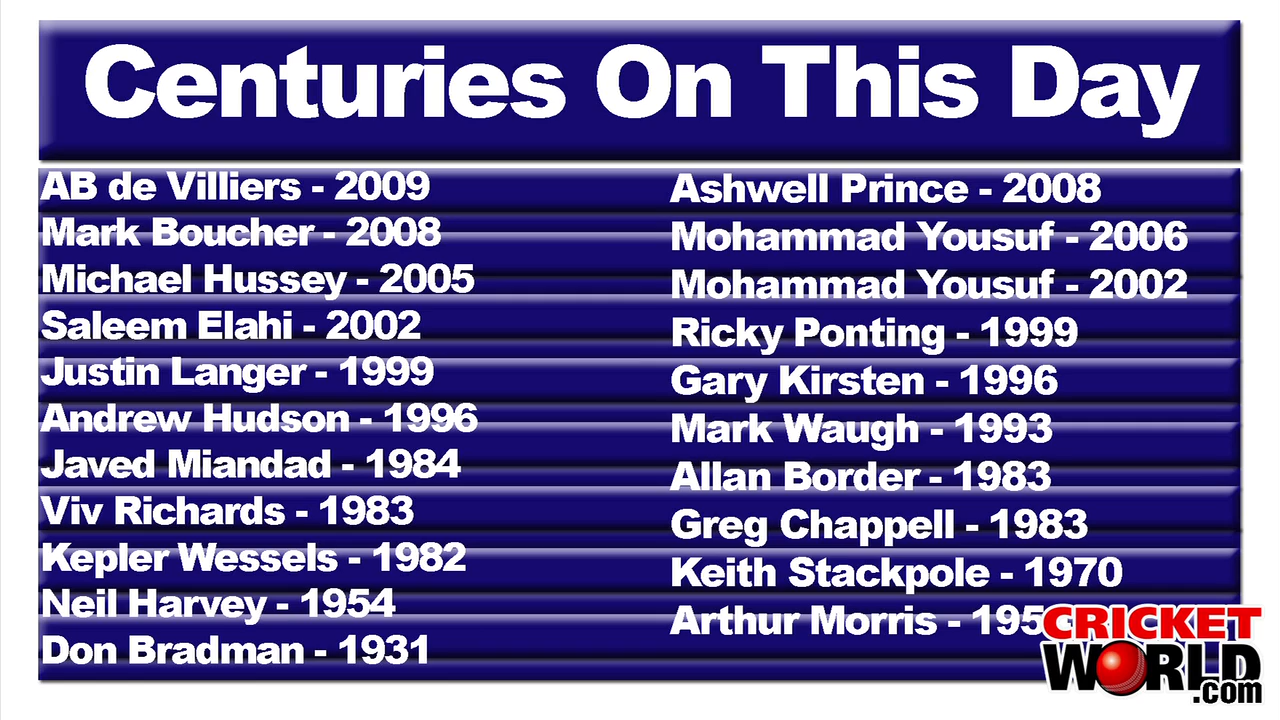 Centuries On This Day
AB de Villiers - 2009
Mark Boucher - 2008
Michael Hussey - 2005
Saleem Elahi - 2002
Justin Langer - 1999
Andrew Hudson - 1996
Javed Miandad - 1984
Viv Richards - 1983
Kepler Wessels - 1982
Neil Harvey - 1954
Don Bradman - 1931
Ashwell Prince - 2008
Mohammad Yousuf - 2006
Mohammad Yousuf - 2002
Ricky Ponting - 1999
Gary Kirsten - 1996
Mark Waugh - 1993
Allan Border - 1983
Greg Chappell - 1983
Keith Stackpole - 1970
Arthur Morris -
CRICKET
WORLD
.com